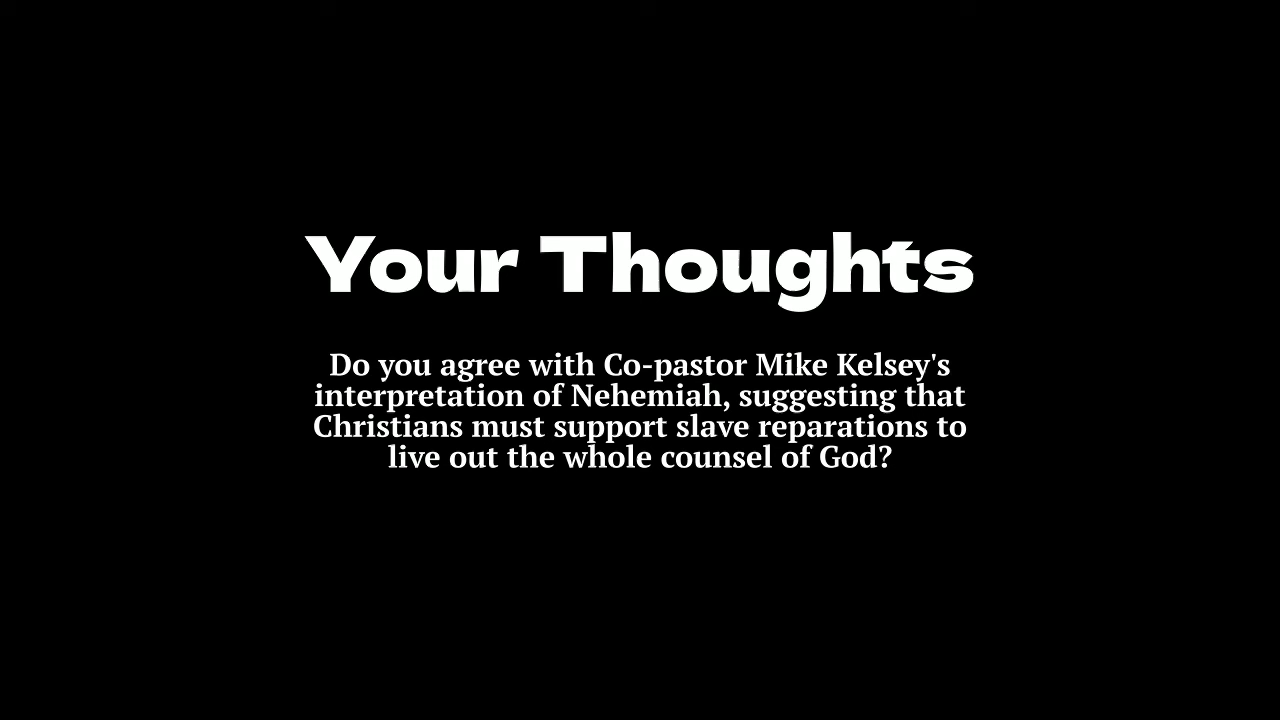 Your Thoughts
Do you agree with Co-pastor Mike Kelsey's
interpretation of Nehemiah, suggesting that
Christians must support slave reparations to
live out the whole counsel of God?